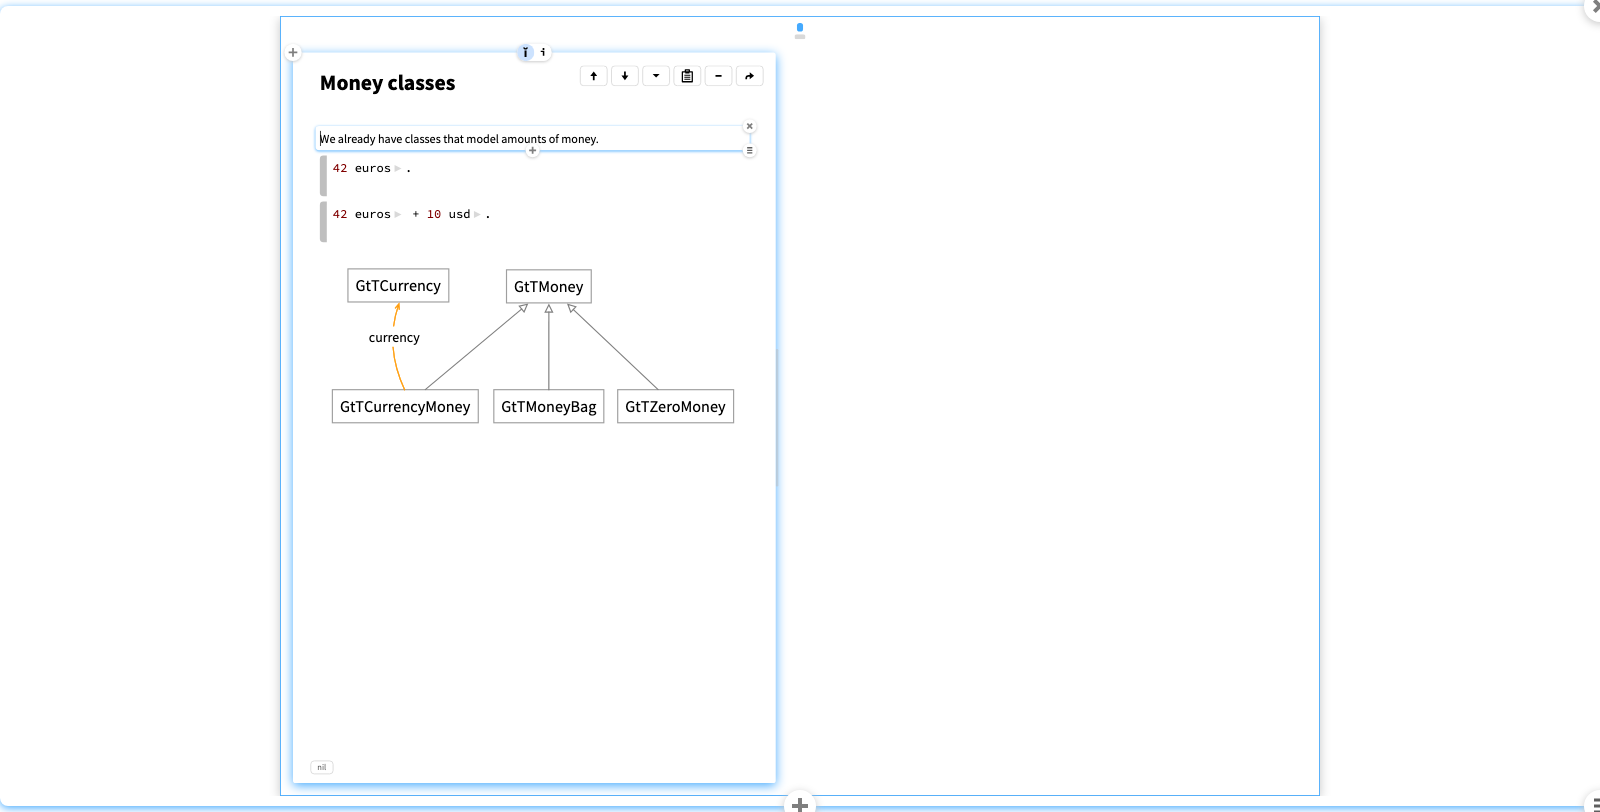 Money classes
We already have classes that model amounts of money.
42 euros ▸ .
42 euros ▸ + 10 usd ▸ .
GtTCurrency
GtTMoney
currency
GtTCurrencyMoney
GtTMoneyBag
GtTZeroMoney
nil